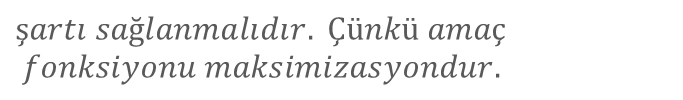 şartı sağlanmalıdır. Çünkü amaç
fonksiyonu maksimizasyondur.